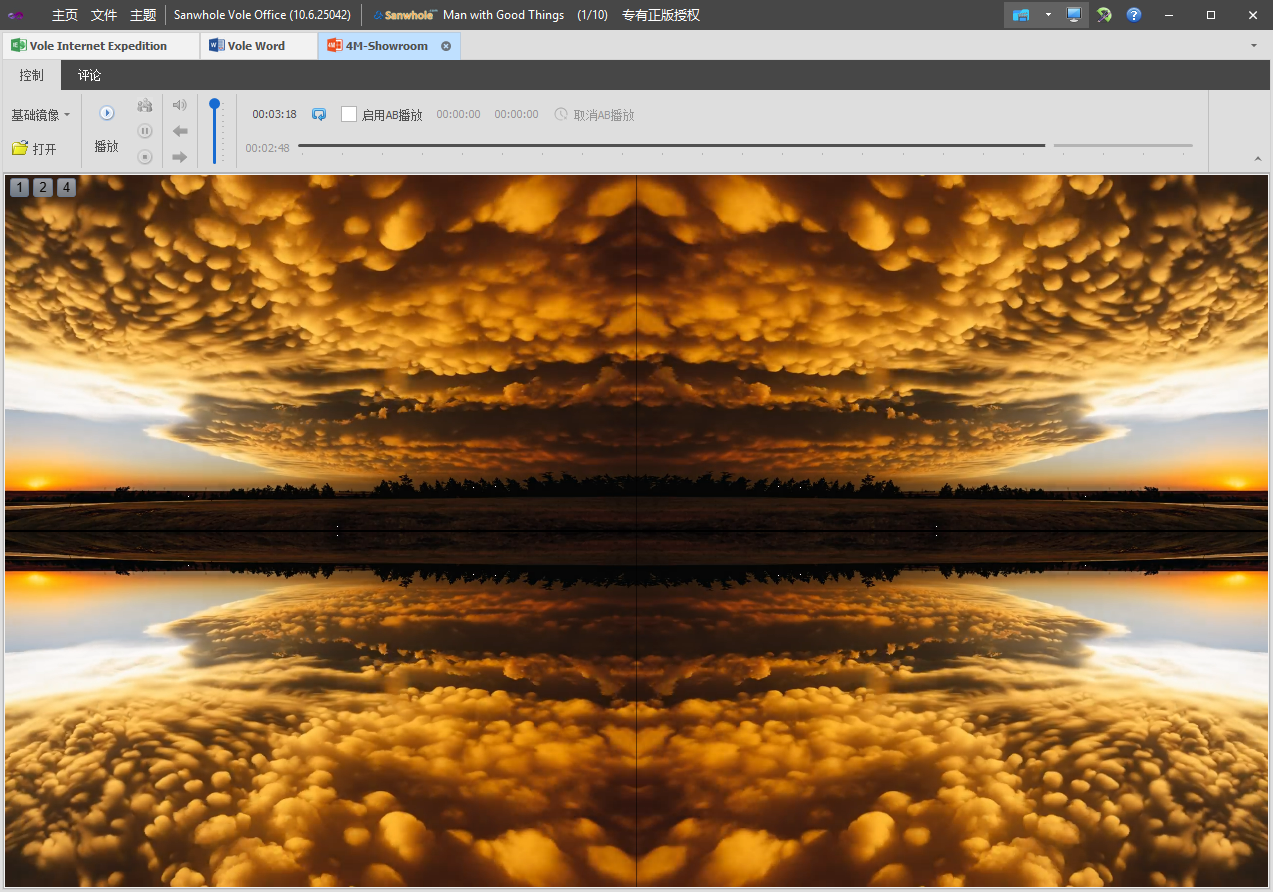 主页 文件 主题 Sanwhole Vole Office (10.6.25042) Sanwhole Man with Good Things (1/10) 专有正版授权
Vole Internet Expedition Vole Word 4M-Showroom
控制 评论
基础镜像 00:03:18 启用AB播放 00:00:00 00:00:00 取消AB播放
打开 播放 00:02:48
1 2 4